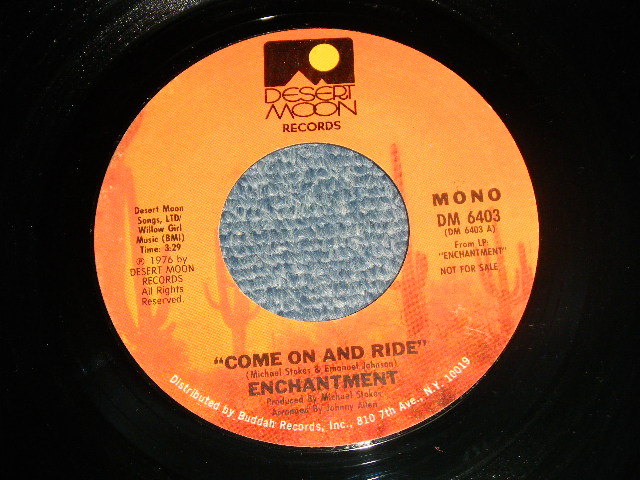 DESERT
MOON
RECORDS
Desert Moon
Songs, LTD/
Willow Girl
Music (BMI)
Time: 3:29
℗ 1976 by
DESERT MOON
RECORDS
All Rights
Reserved.
MONO
DM 6403
(DM 6403 A)
From LP:
"ENCHANTMENT"
NOT FOR SALE
"COME ON AND RIDE"
(Michael Stokes & Emanuel Johnson)
ENCHANTMENT
Produced By Michael Stokes
Arranged By Johnny Allen
Distributed by Buddah Records, Inc., 810 7th Ave., N.Y. 10019